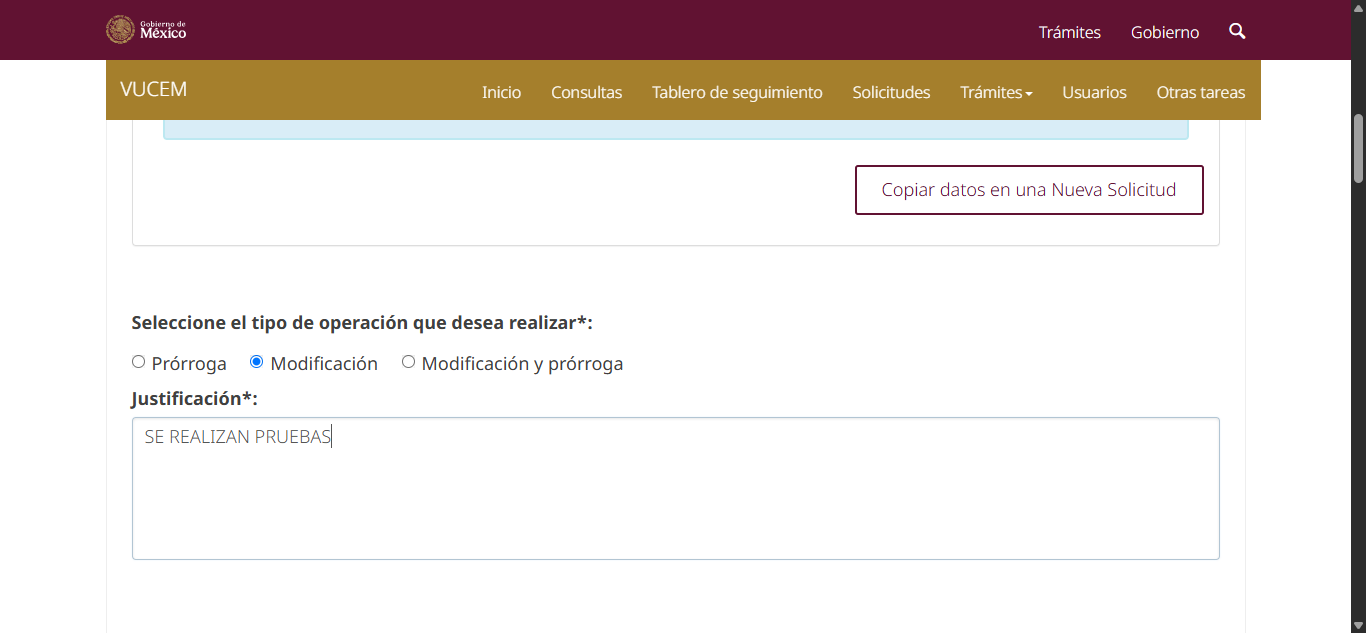 Gobierno de
México
Trámites
Gobierno
VUCEM
Inicio
Consultas
Tablero de seguimiento
Solicitudes
Trámites
Usuarios
Otras tareas
Copiar datos en una Nueva Solicitud
Seleccione el tipo de operación que desea realizar*:
Prórroga
Modificación
Modificación y prórroga
Justificación*:
SE REALIZAN PRUEBAS